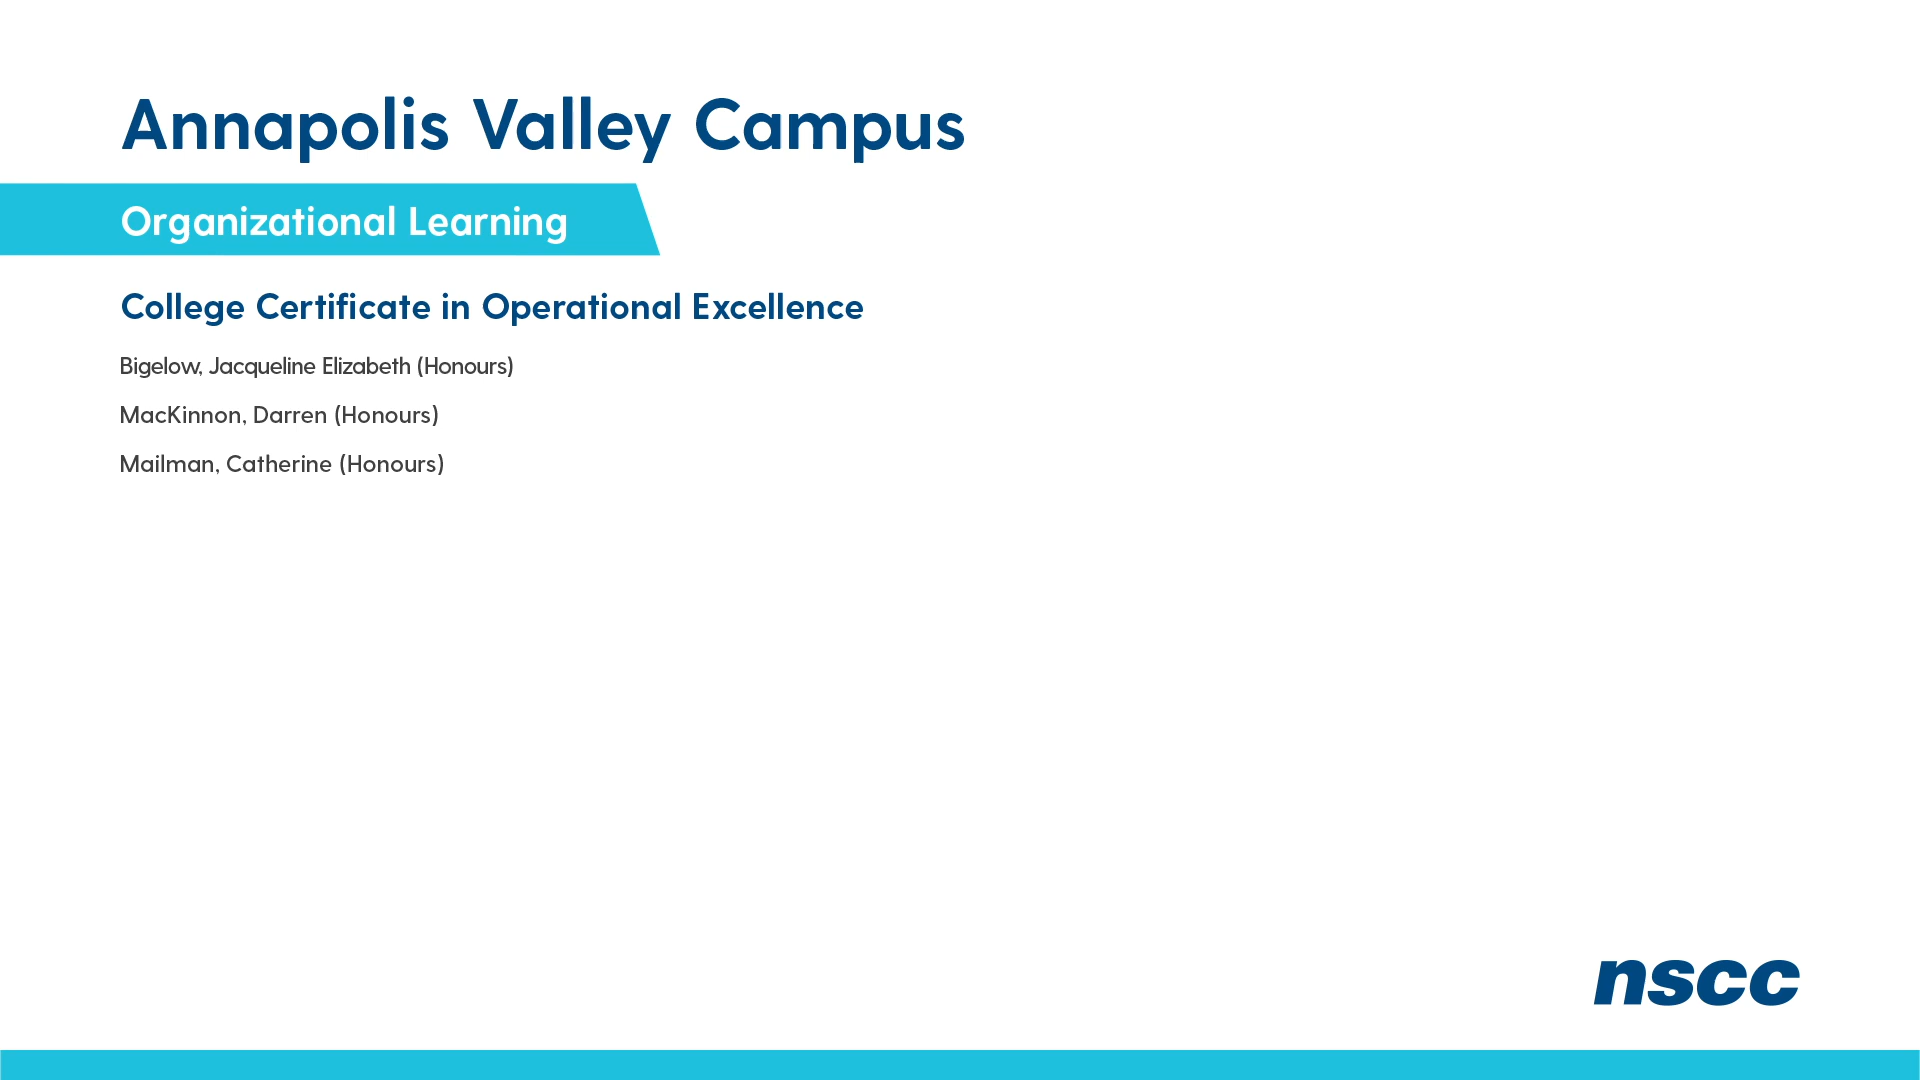 Annapolis Valley Campus
Organizational Learning
College Certificate in Operational Excellence
Bigelow, Jacqueline Elizabeth (Honours)
MacKinnon, Darren (Honours)
Mailman, Catherine (Honours)
nscc